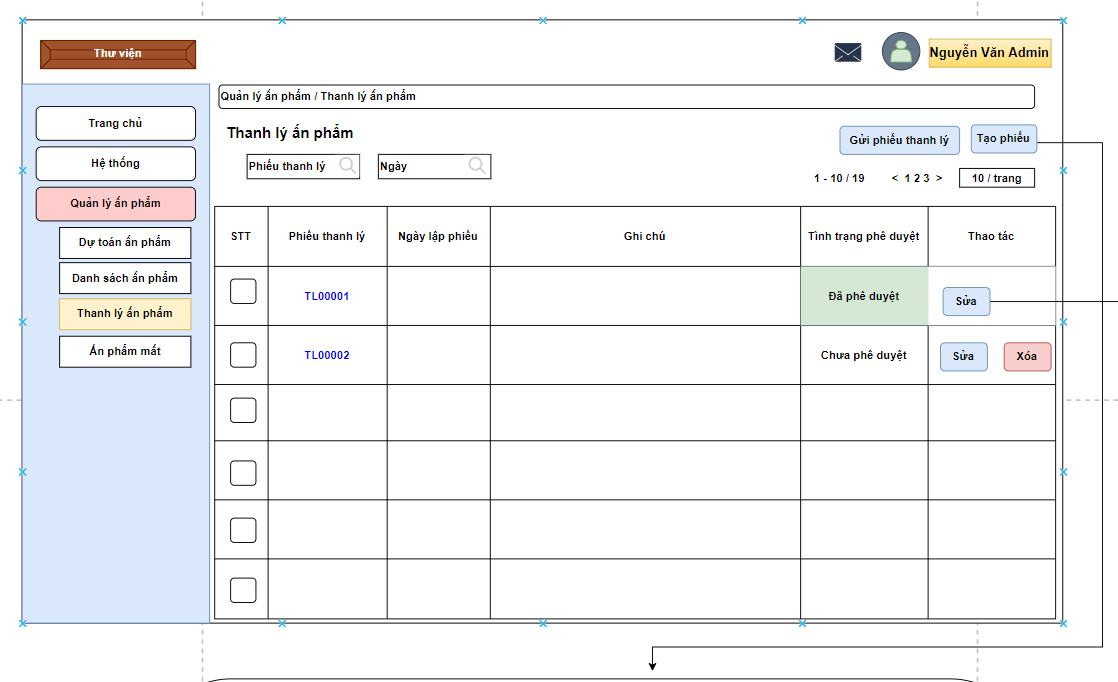 Thư viện
Nguyễn Văn Admin
Quản lý ấn phẩm / Thanh lý ấn phẩm
Trang chủ
Hệ thống
Quản lý ấn phẩm
Dự toán ấn phẩm
Danh sách ấn phẩm
Thanh lý ấn phẩm
Ấn phẩm mất
Thanh lý ấn phẩm
Gửi phiếu thanh lý
Tạo phiếu
Phiếu thanh lý
Ngày
1 - 10 / 19
< 1 2 3 >
10 / trang
STT
Phiếu thanh lý
Ngày lập phiếu
Ghi chú
Tình trạng phê duyệt
Thao tác
TL00001
Đã phê duyệt
Sửa
TL00002
Chưa phê duyệt
Sửa
Xóa